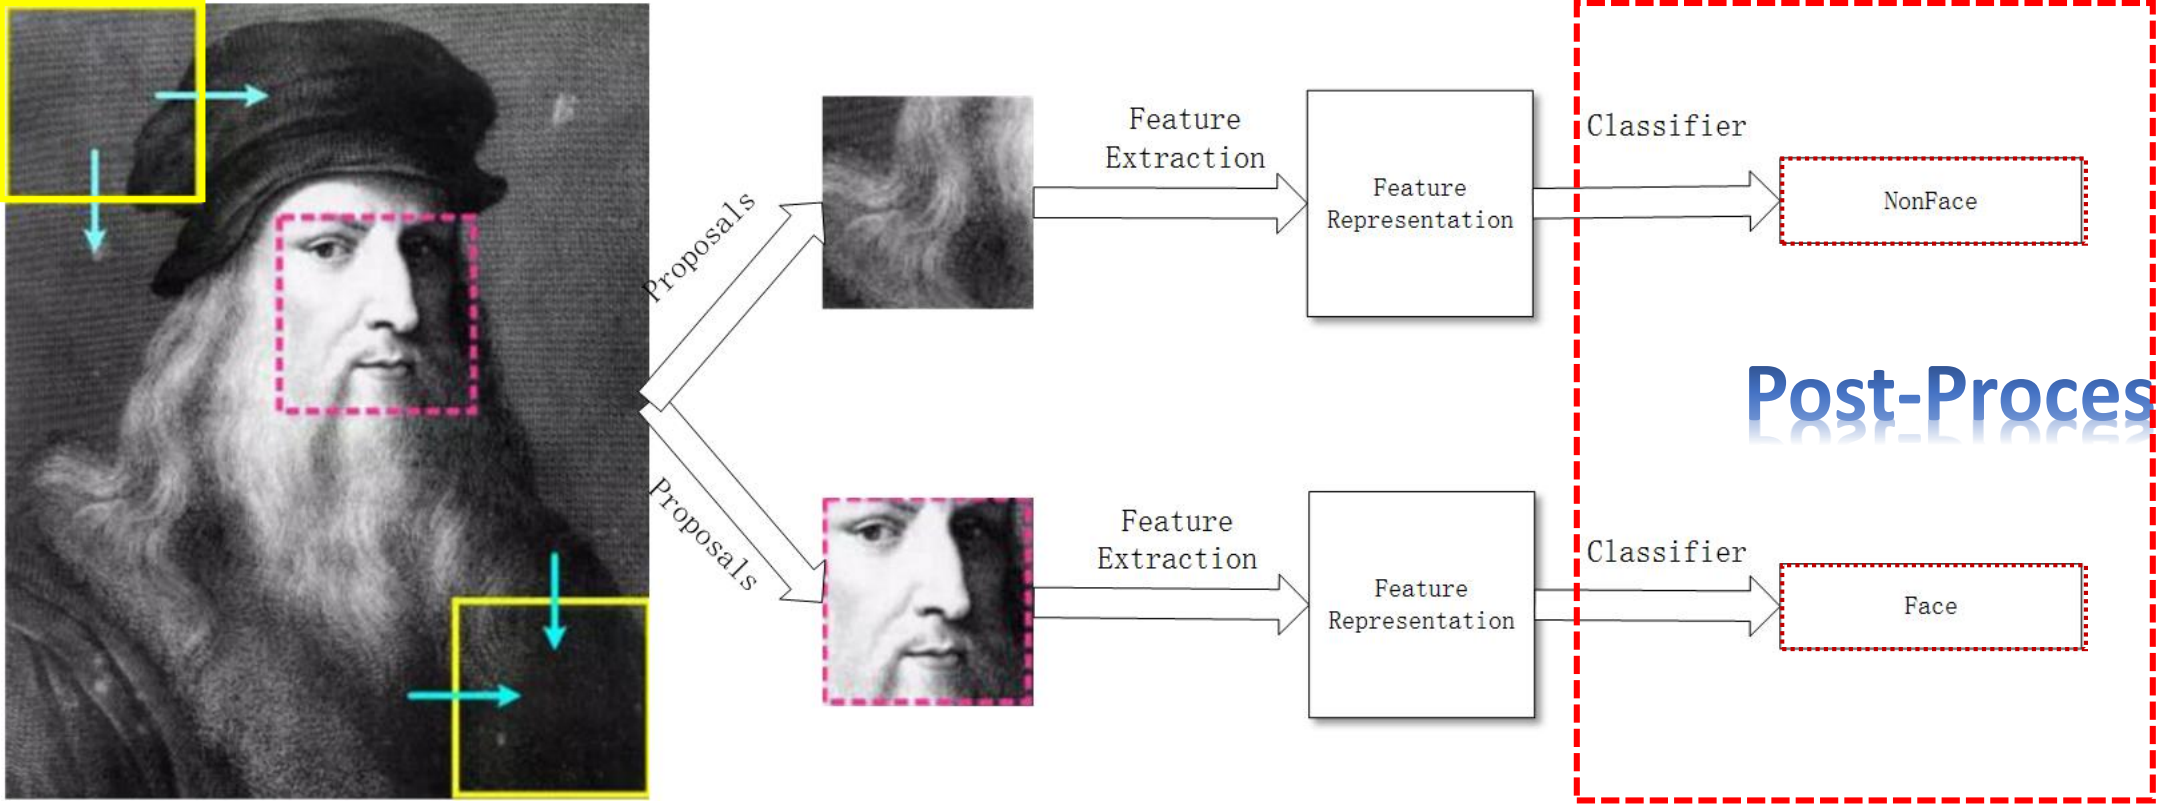 Proposals
Feature
Extraction
Feature
Representation
Classifier
NonFace
Post-Proces
Proposals
Feature
Extraction
Feature
Representation
Classifier
Face